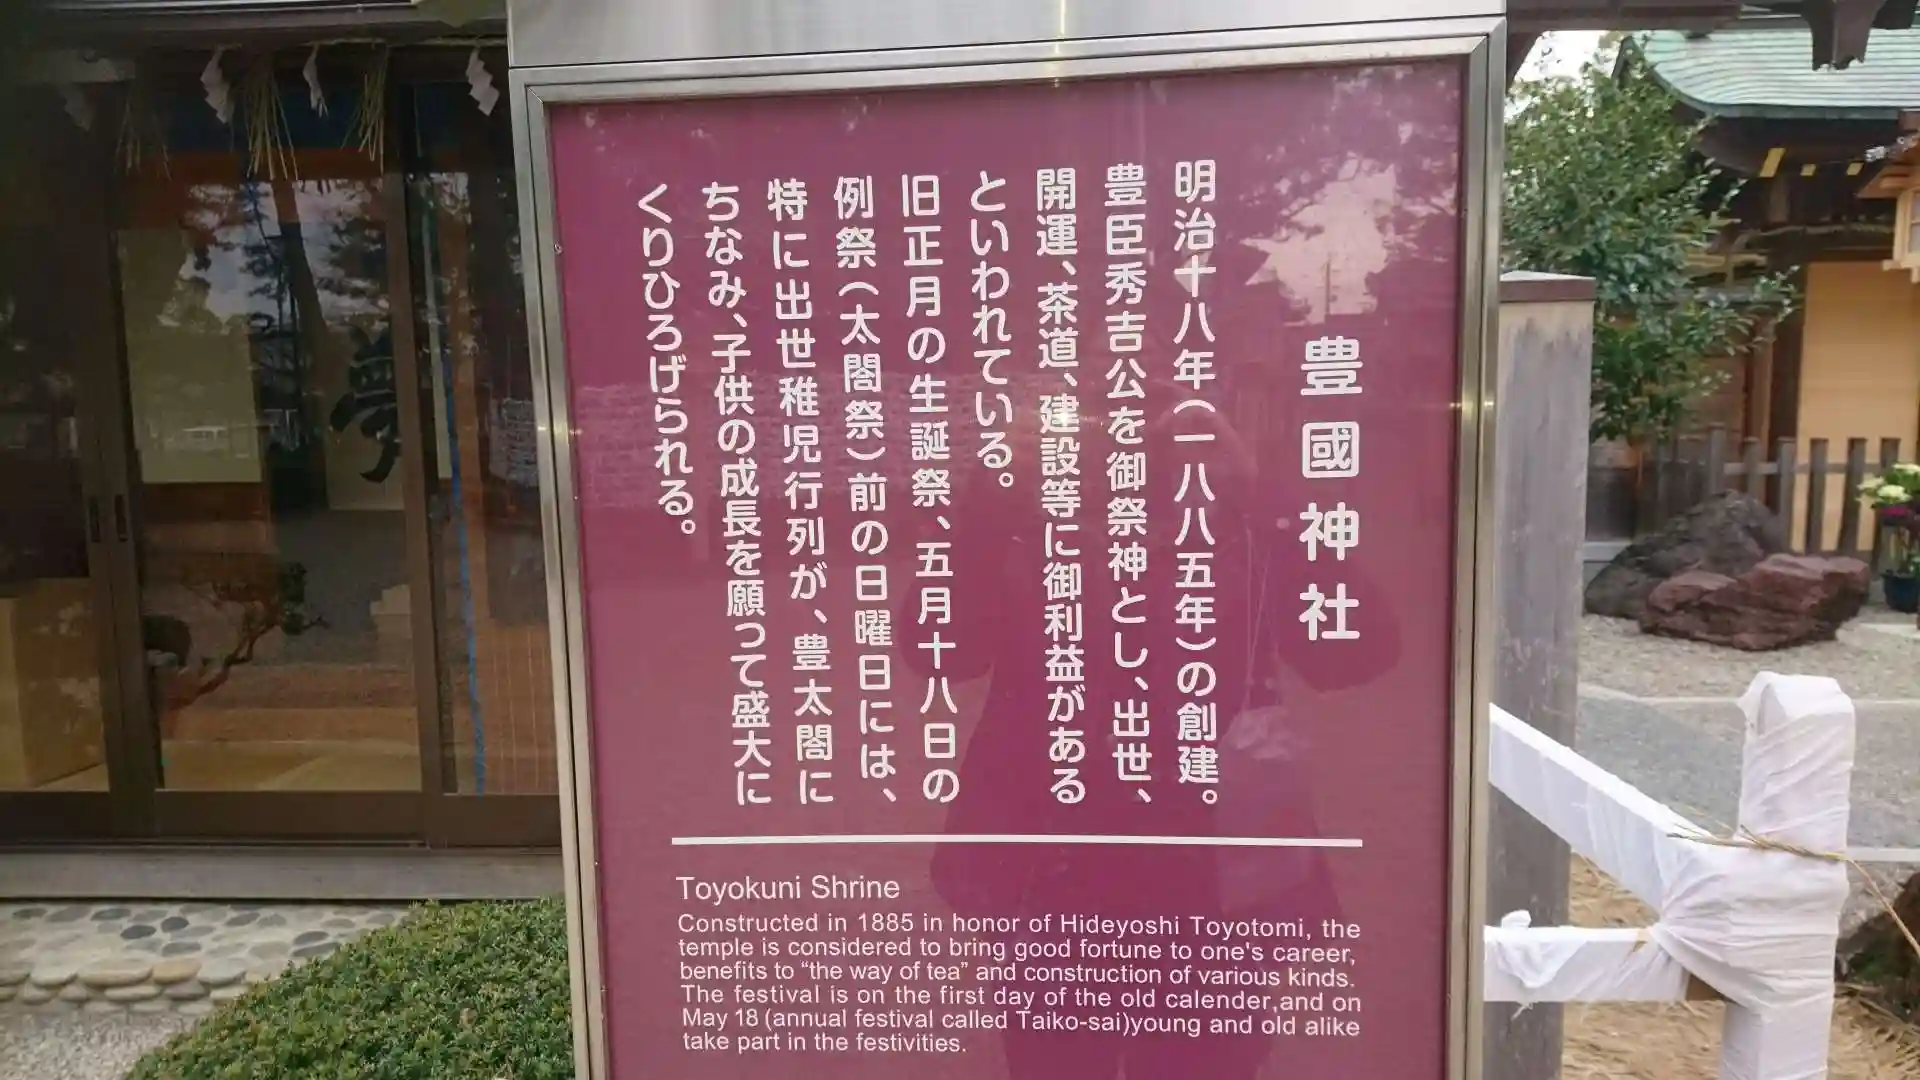 豊國神社
明治十八年(一八八五年)の創建。
豊臣秀吉公を御祭神とし、出世、
開運、茶道、建設等に御利益がある
といわれている。
旧正月の生誕祭、五月十八日の
例祭(太閤祭)前の日曜日には、
特に出世稚児行列が、豊太閤に
ちなみ、子供の成長を願って盛大に
くりひろげられる。
Toyokuni Shrine
Constructed in 1885 in honor of Hideyoshi Toyotomi, the
temple is considered to bring good fortune to one's career,
benefits to “the way of tea” and construction of various kinds.
The festival is on the first day of the old calender,and on
May 18 (annual festival called Taiko-sai)young and old alike
take part in the festivities.
夢